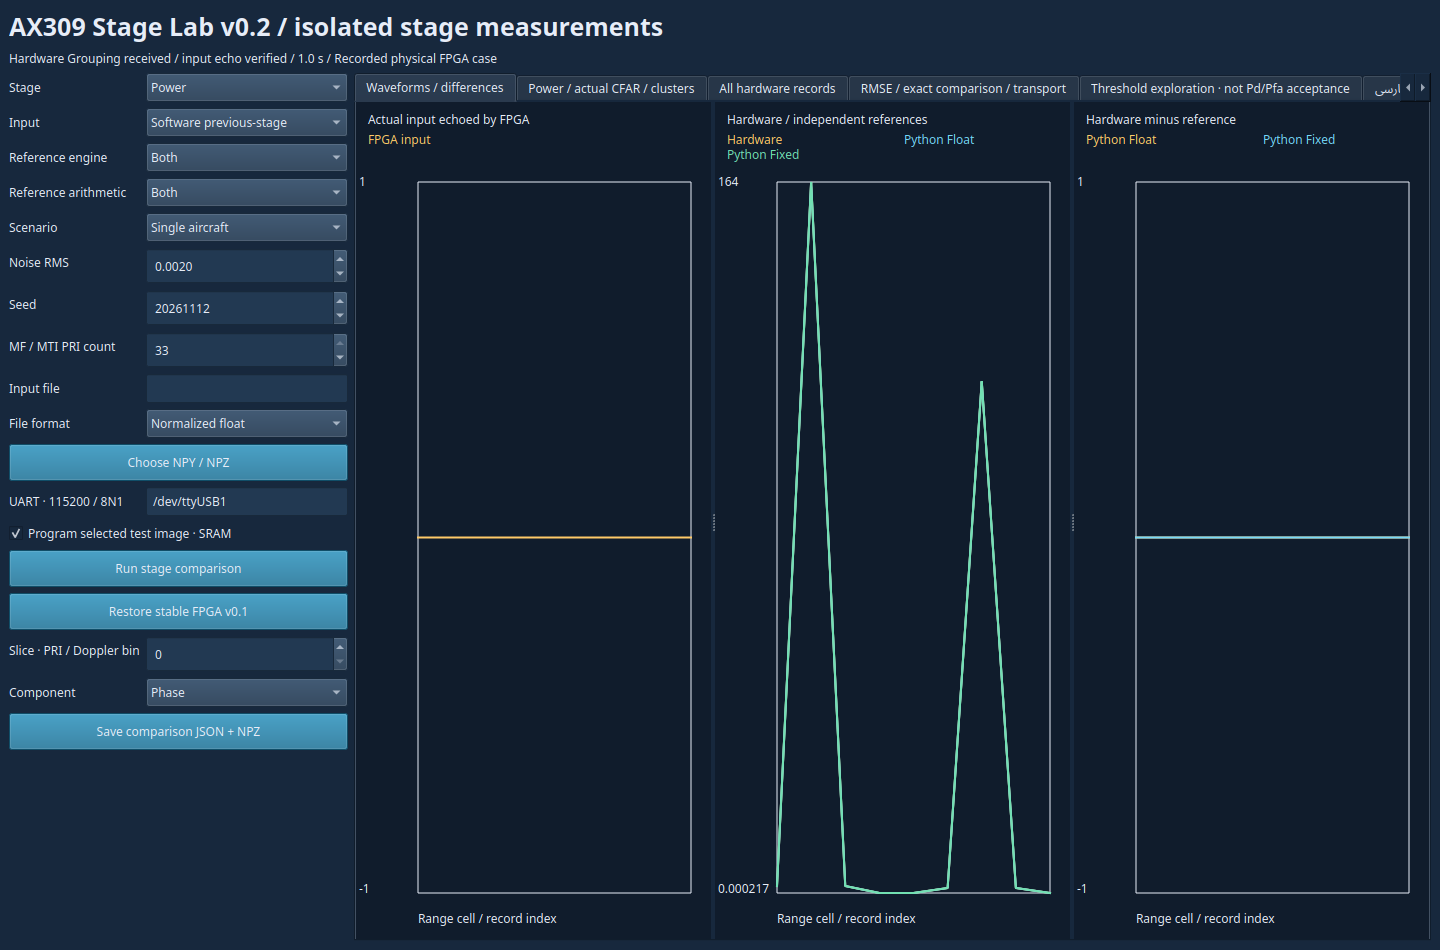 AX309 Stage Lab v0.2 / isolated stage measurements
Hardware Grouping received / input echo verified / 1.0 s / Recorded physical FPGA case
Stage
Power
Input
Software previous-stage
Reference engine
Both
Reference arithmetic
Both
Scenario
Single aircraft
Noise RMS
0.0020
Seed
20261112
MF / MTI PRI count
33
Input file
File format
Normalized float
Choose NPY / NPZ
UART · 115200 / 8N1
/dev/ttyUSB1
Program selected test image · SRAM
Run stage comparison
Restore stable FPGA v0.1
Slice · PRI / Doppler bin
0
Component
Phase
Save comparison JSON + NPZ
Waveforms / differences
Power / actual CFAR / clusters
All hardware records
RMSE / exact comparison / transport
Threshold exploration · not Pd/Pfa acceptance
Actual input echoed by FPGA
FPGA input
1
-1
Range cell / record index
Hardware / independent references
Hardware
Python Float
Python Fixed
164
0.000217
Range cell / record index
Hardware minus reference
Python Float
Python Fixed
1
-1
Range cell / record index